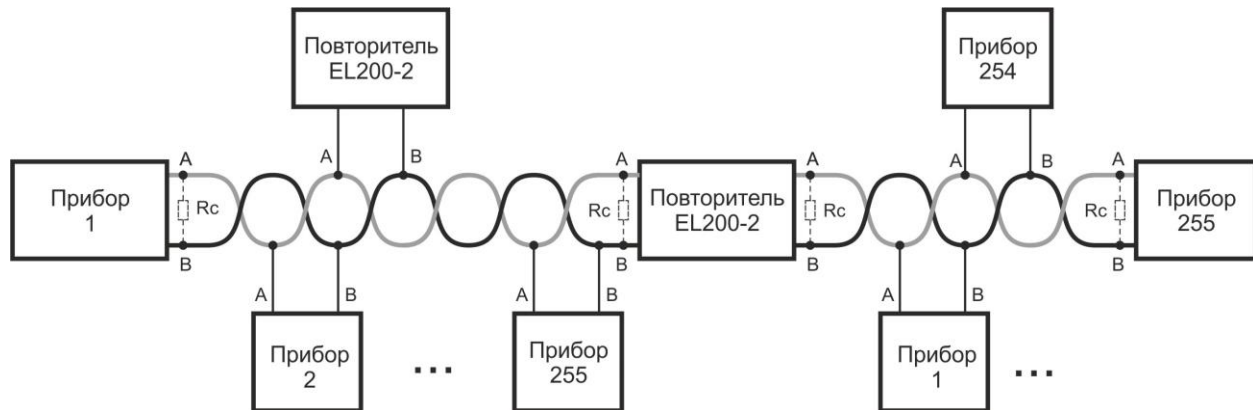 Повторитель
EL200-2
Прибор
254
A
B
A
B
A
A
A
A
Прибор
1
Rc
Rc
Повторитель
EL200-2
Rc
Rc
Прибор
255
B
B
B
B
A
B
A
B
A
B
Прибор
2
...
Прибор
255
Прибор
1
...